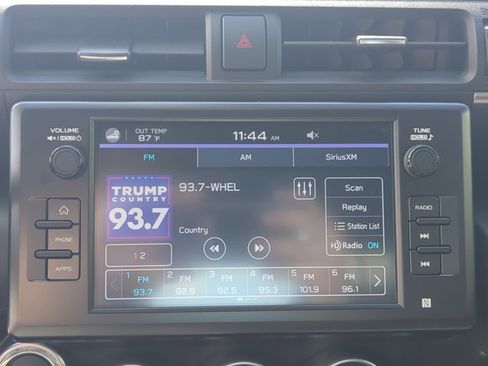 VOLUME
HOLD
OUT TEMP
87 °F
11:44 AM
TUNE
HOLD
FM
AM
SiriusXM
TRUMP
COUNTRY
93.7
93.7-WHEL
Country
Scan
Replay
Station List
HD Radio ON
1 2
PHONE
APPS
RADIO
1 FM 2 FM 3 FM 4 FM 5 FM 6 FM
93.7 92.9 92.5 95.3 101.9 96.1